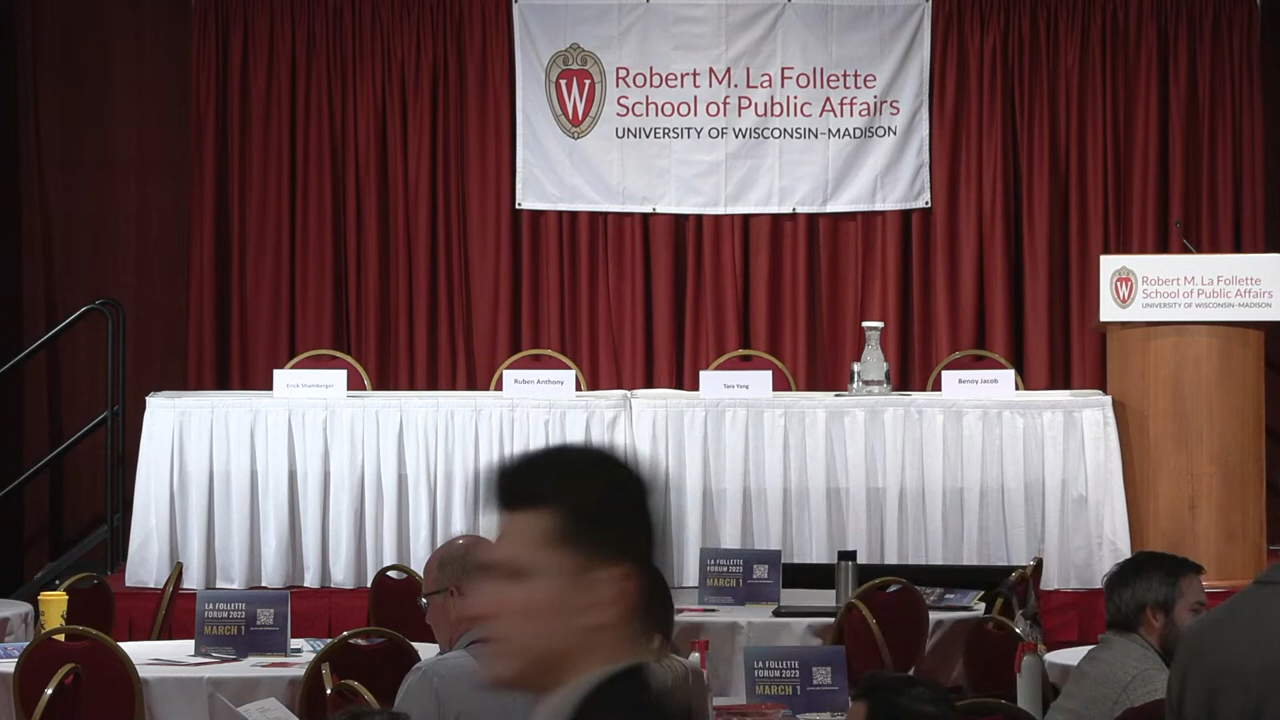 W
Robert M. La Follette
School of Public Affairs
UNIVERSITY OF WISCONSIN–MADISON
W
Robert M. La Follette
School of Public Affairs
UNIVERSITY OF WISCONSIN–MADISON
Erick Shambarger
Ruben Anthony
Tara Yang
Benoy Jacob
LA FOLLETTE
FORUM 2023
MARCH 1
LA FOLLETTE
FORUM 2023
MARCH 1
LA FOLLETTE
FORUM 2023
MARCH 1